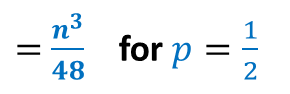 = n³/48 for p = 1/2